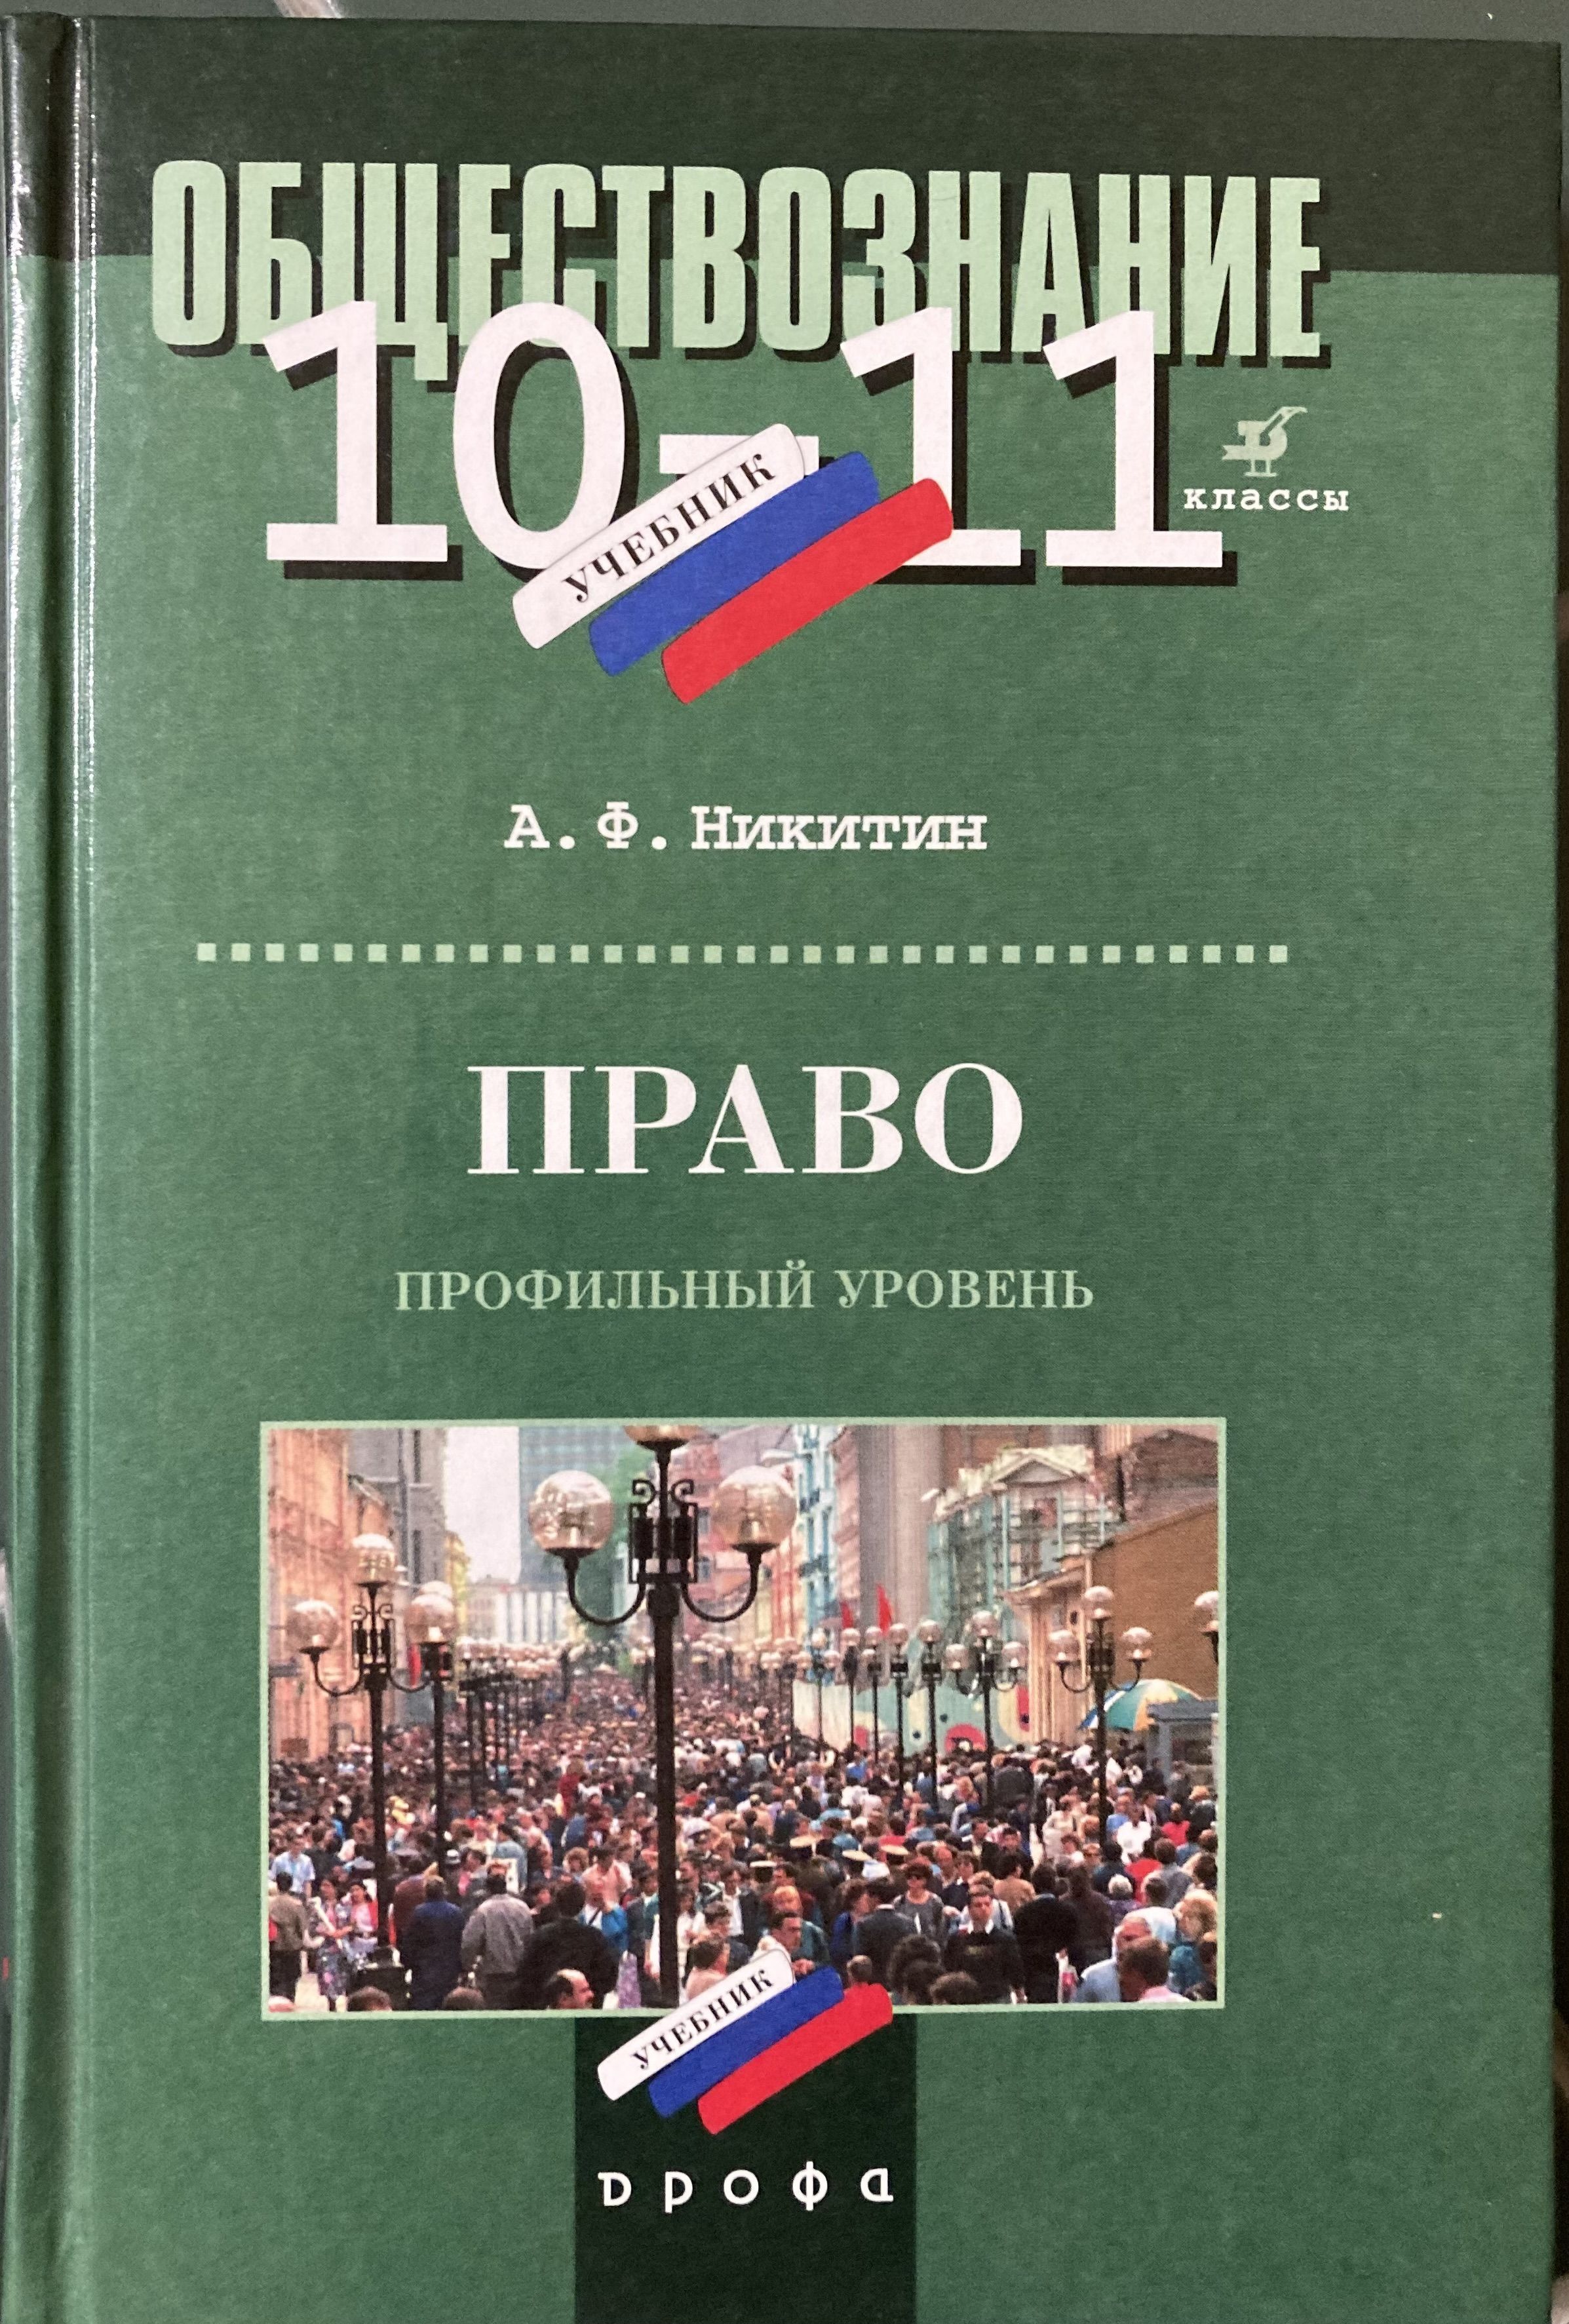 ОБЩЕСТВОЗНАНИЕ
10-11
классы
УЧЕБНИК
А. Ф. Никитин
ПРАВО
ПРОФИЛЬНЫЙ УРОВЕНЬ
УЧЕБНИК
дрофа